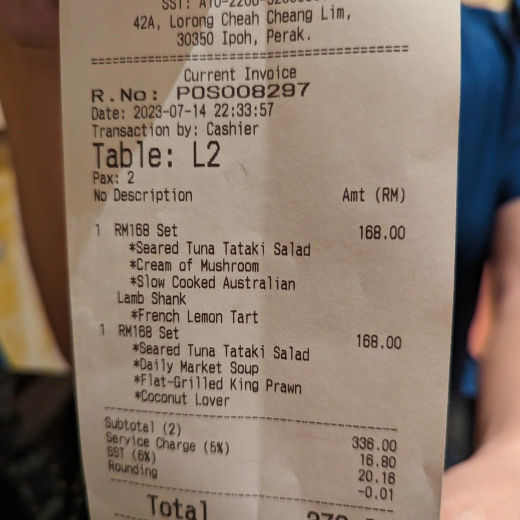 SST:
42A, Lorong Cheah Cheang Lim,
30350 Ipoh, Perak.
Current Invoice
R.No: POS008297
Date: 2023-07-14 22:33:57
Transaction by: Cashier
Table: L2
Pax: 2
No Description Amt (RM)
1 RM168 Set 168.00
*Seared Tuna Tataki Salad
*Cream of Mushroom
*Slow Cooked Australian
Lamb Shank
*French Lemon Tart
1 RM168 Set 168.00
*Seared Tuna Tataki Salad
*Daily Market Soup
*Flat-Grilled King Prawn
*Coconut Lover
Subtotal (2) 336.00
Service Charge (5%) 16.80
SST (6%) 20.16
Rounding -0.01
Total